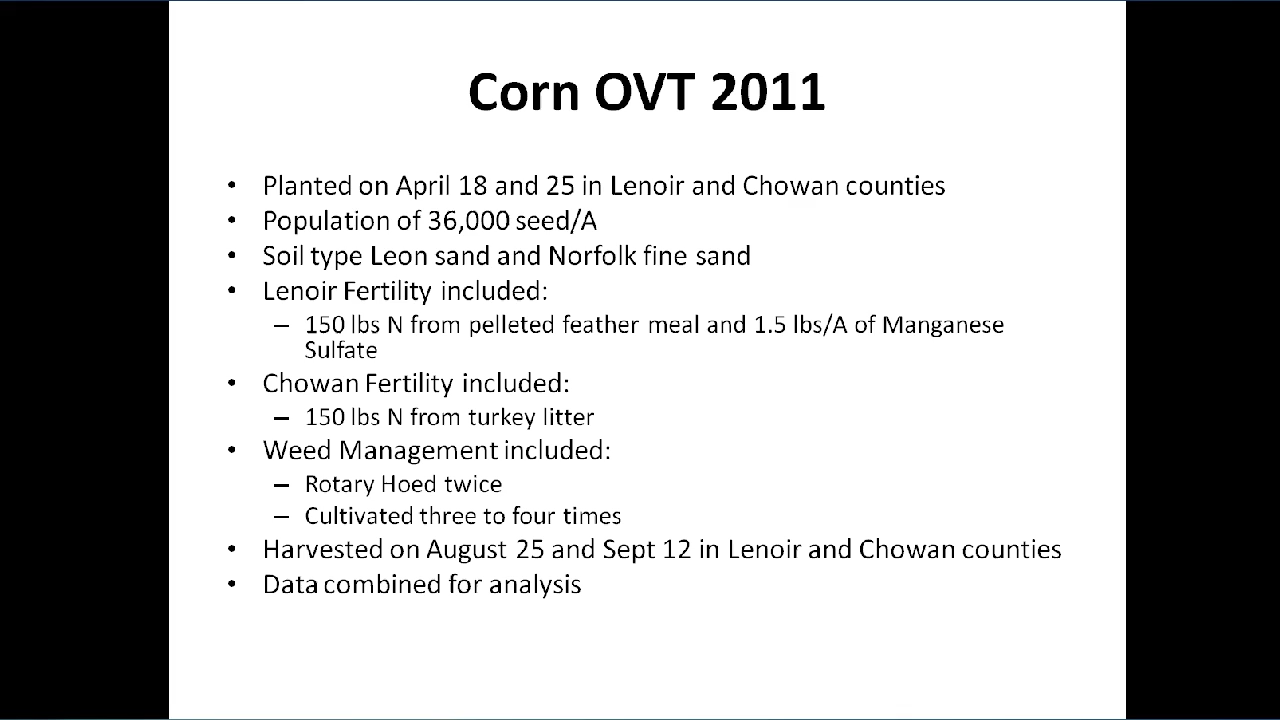 Corn OVT 2011
• Planted on April 18 and 25 in Lenoir and Chowan counties
• Population of 36,000 seed/A
• Soil type Leon sand and Norfolk fine sand
• Lenoir Fertility included:
– 150 lbs N from pelleted feather meal and 1.5 lbs/A of Manganese
Sulfate
• Chowan Fertility included:
– 150 lbs N from turkey litter
• Weed Management included:
– Rotary Hoed twice
– Cultivated three to four times
• Harvested on August 25 and Sept 12 in Lenoir and Chowan counties
• Data combined for analysis